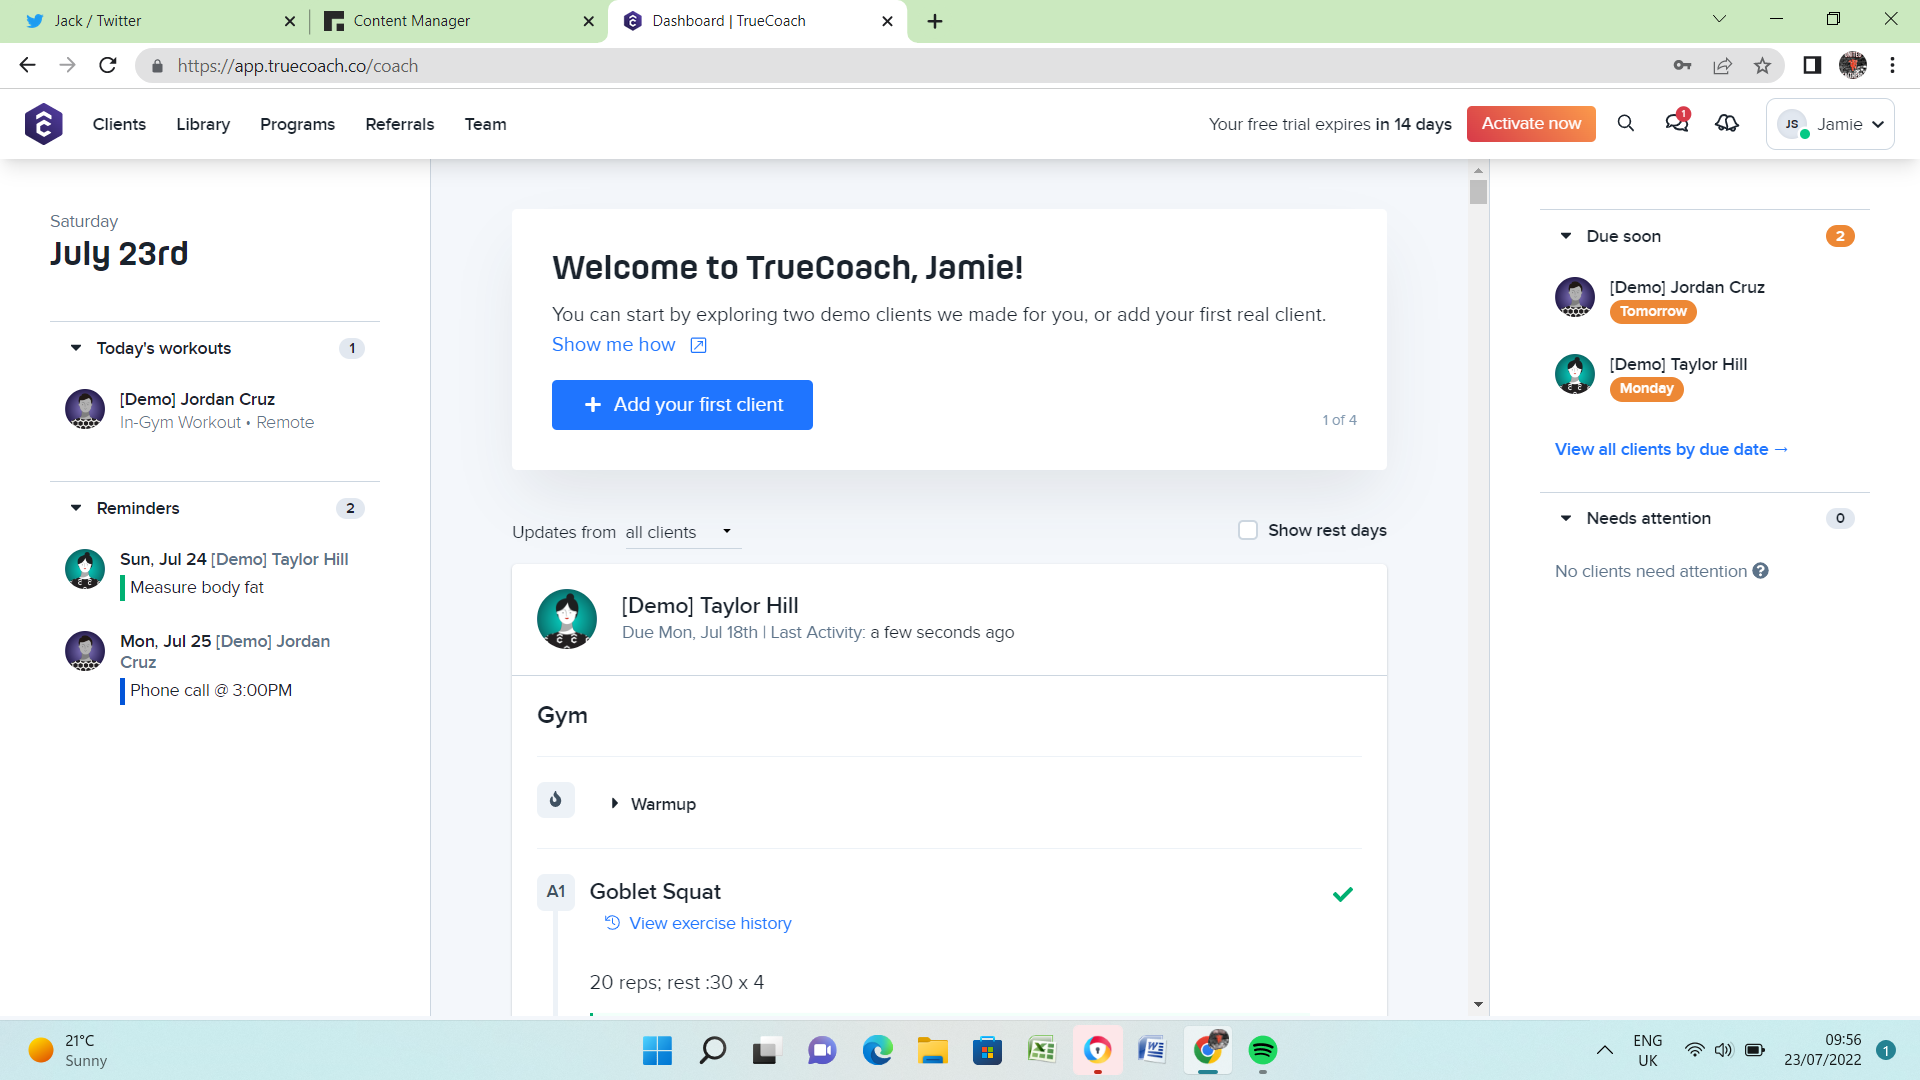 Jack / Twitter
Content Manager
Dashboard | TrueCoach
https://app.truecoach.co/coach
Clients
Library
Programs
Referrals
Team
Your free trial expires in 14 days
Activate now
1
JS
Jamie
Saturday
July 23rd
Today's workouts
1
[Demo] Jordan Cruz
In-Gym Workout • Remote
Reminders
2
Sun, Jul 24 [Demo] Taylor Hill
Measure body fat
Mon, Jul 25 [Demo] Jordan
Cruz
Phone call @ 3:00PM
Welcome to TrueCoach, Jamie!
You can start by exploring two demo clients we made for you, or add your first real client.
Show me how
+ Add your first client
1 of 4
Updates from all clients
Show rest days
[Demo] Taylor Hill
Due Mon, Jul 18th | Last Activity: a few seconds ago
Gym
Warmup
A1
Goblet Squat
View exercise history
20 reps; rest :30 x 4
Due soon
2
[Demo] Jordan Cruz
Tomorrow
[Demo] Taylor Hill
Monday
View all clients by due date →
Needs attention
0
No clients need attention ?
21°C
Sunny
ENG
UK
09:56
23/07/2022
1